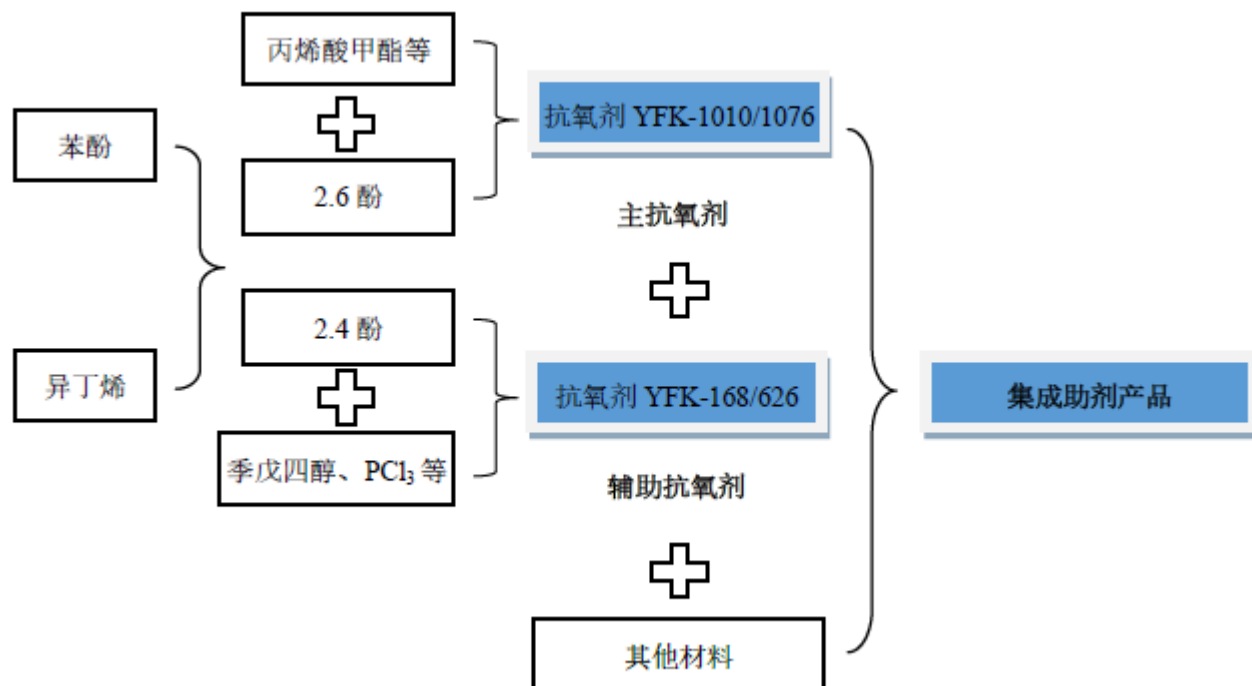 丙烯酸甲酯等
抗氧剂 YFK-1010/1076
苯酚
2.6 酚
主抗氧剂
2.4 酚
异丁烯
抗氧剂 YFK-168/626
集成助剂产品
季戊四醇、PCl₃ 等
辅助抗氧剂
其他材料